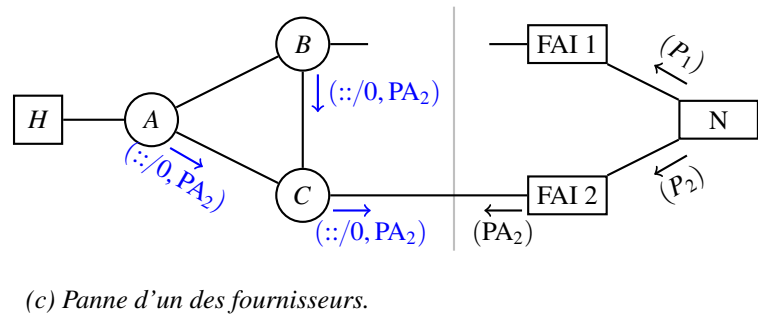 B
FAI 1
(P₁)
(::/0, PA₂)
H
A
N
(::/0, PA₂)
(P₂)
C
FAI 2
(::/0, PA₂)
(PA₂)
(c) Panne d'un des fournisseurs.